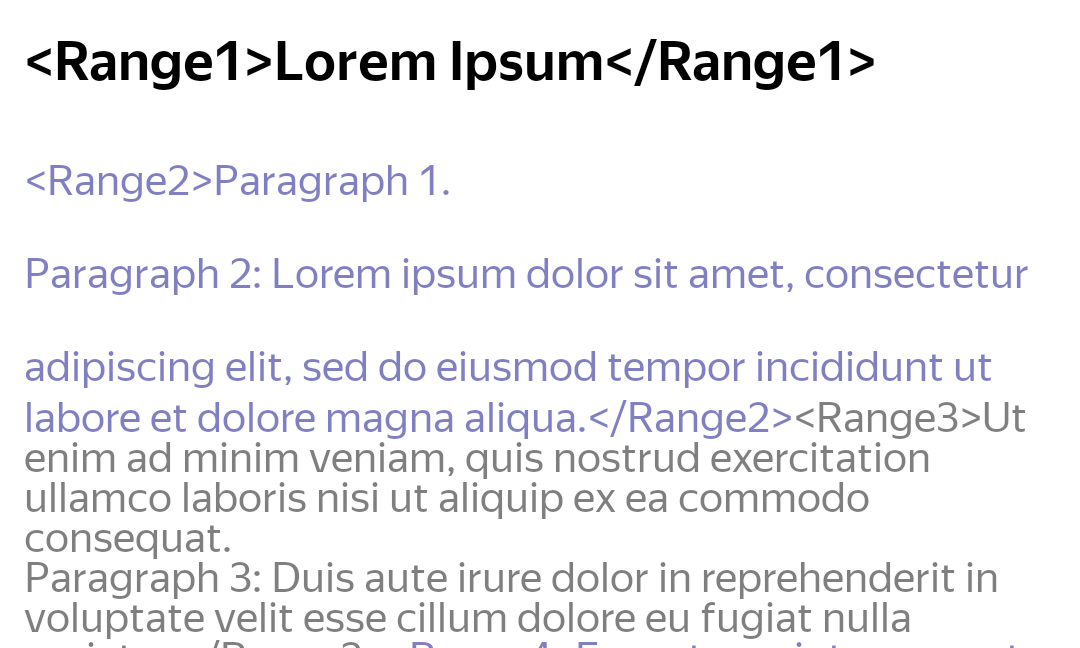 <Range1>Lorem Ipsum</Range1>
<Range2>Paragraph 1.
Paragraph 2: Lorem ipsum dolor sit amet, consectetur
adipiscing elit, sed do eiusmod tempor incididunt ut
labore et dolore magna aliqua.</Range2><Range3>Ut
enim ad minim veniam, quis nostrud exercitation
ullamco laboris nisi ut aliquip ex ea commodo
consequat.
Paragraph 3: Duis aute irure dolor in reprehenderit in
voluptate velit esse cillum dolore eu fugiat nulla